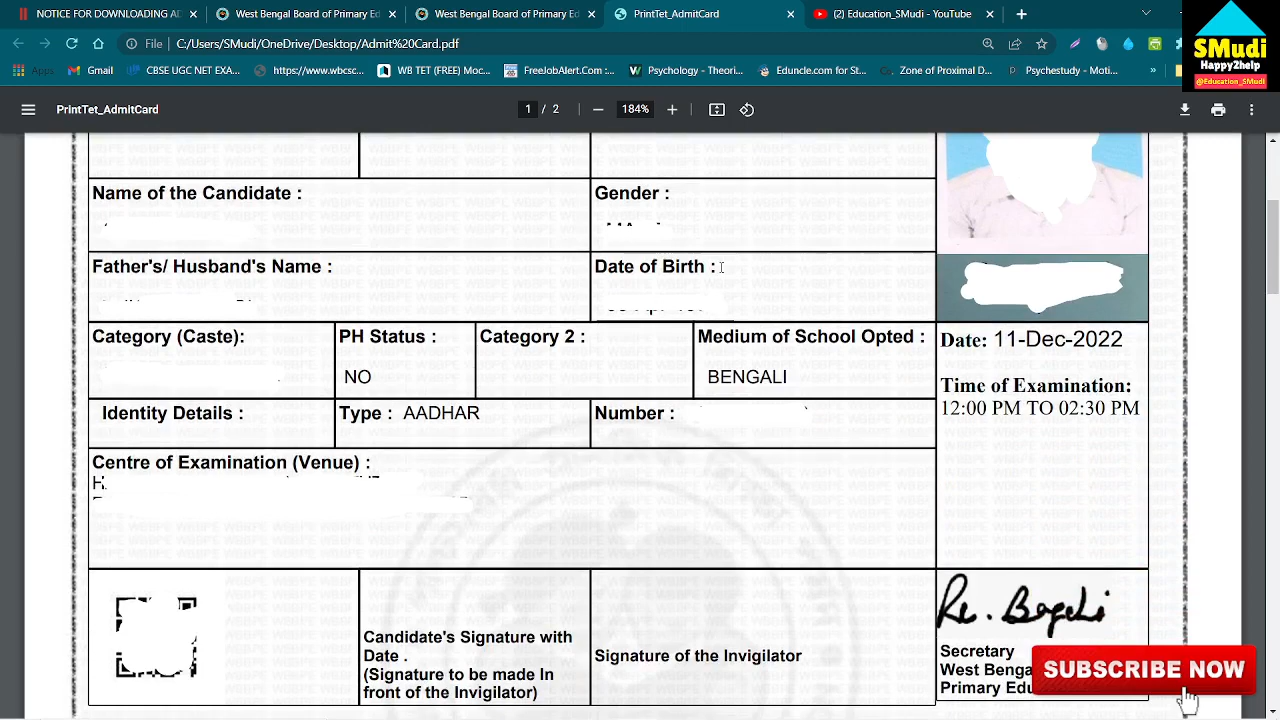 NOTICE FOR DOWNLOADING AD
West Bengal Board of Primary Ed
West Bengal Board of Primary Ed
PrintTet_AdmitCard
(2) Education_SMudi - YouTube
File C:/Users/SMudi/OneDrive/Desktop/Admit%20Card.pdf
SMudi
Happy2help
@Education_SMudi
Apps
Gmail
CBSE UGC NET EXA...
https://www.wbcsc...
WB TET (FREE) Moc...
FreeJobAlert.Com :...
Psychology - Theori...
Eduncle.com for St...
Zone of Proximal D...
Psychestudy - Moti...
PrintTet_AdmitCard
1 / 2
184%
Name of the Candidate :
Gender :
Father's/ Husband's Name :
Date of Birth :
Category (Caste):
PH Status :
NO
Category 2 :
Medium of School Opted :
BENGALI
Date: 11-Dec-2022
Time of Examination:
12:00 PM TO 02:30 PM
Identity Details :
Type : AADHAR
Number :
Centre of Examination (Venue) :
Candidate's Signature with
Date .
(Signature to be made In
front of the Invigilator)
Signature of the Invigilator
Secretary
West Benga
Primary Edu
SUBSCRIBE NOW